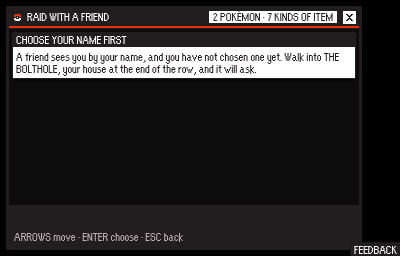 RAID WITH A FRIEND
2 POKÉMON · 7 KINDS OF ITEM X
CHOOSE YOUR NAME FIRST
A friend sees you by your name, and you have not chosen one yet. Walk into THE
BOLTHOLE, your house at the end of the row, and it will ask.
ARROWS move · ENTER choose · ESC back
FEEDBACK